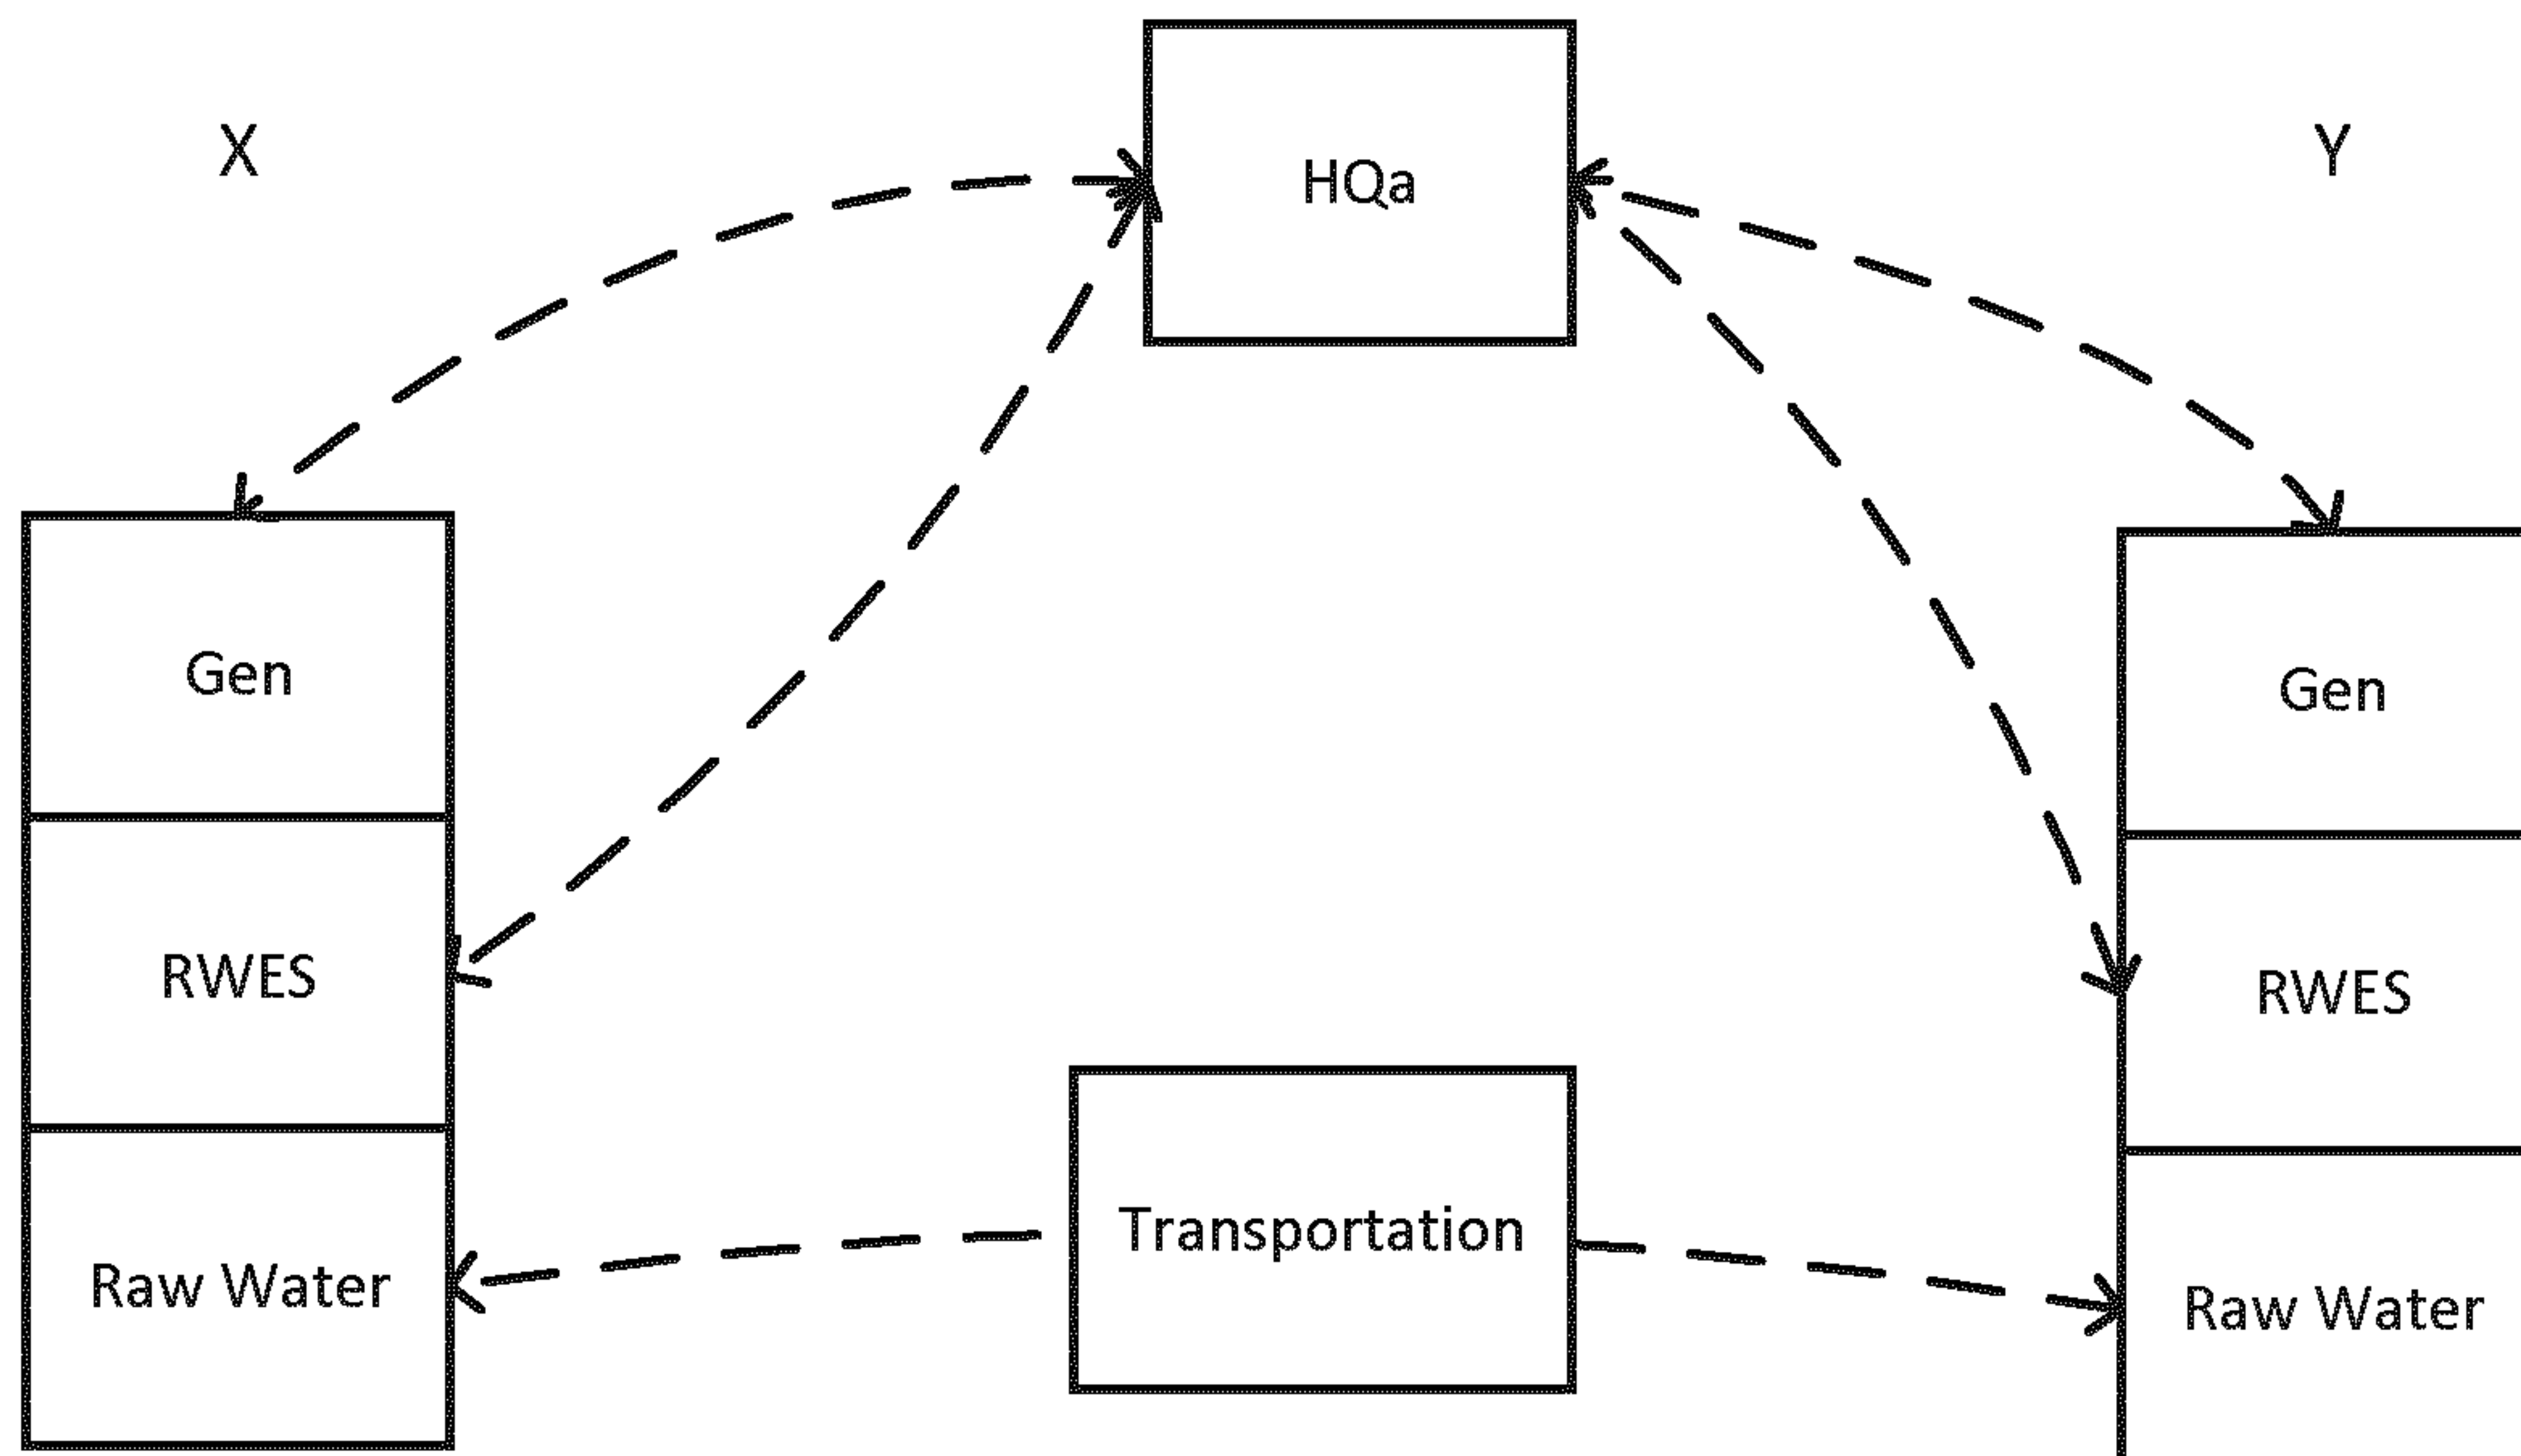 X
HQa
Y
Gen
Gen
RWES
RWES
Transportation
Raw Water
Raw Water